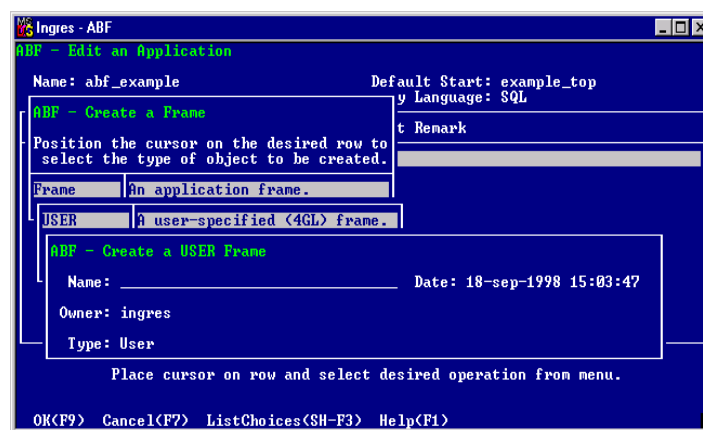 Ingres - ABF
ABF - Edit an Application
Name: abf_example Default Start: example_top
y Language: SQL
ABF - Create a Frame
t Remark
Position the cursor on the desired row to
select the type of object to be created.
Frame An application frame.
USER A user-specified (4GL) frame.
ABF - Create a USER Frame
Name: Date: 18-sep-1998 15:03:47
Owner: ingres
Type: User
Place cursor on row and select desired operation from menu.
OK(F9) Cancel(F7) ListChoices(SH-F3) Help(F1)